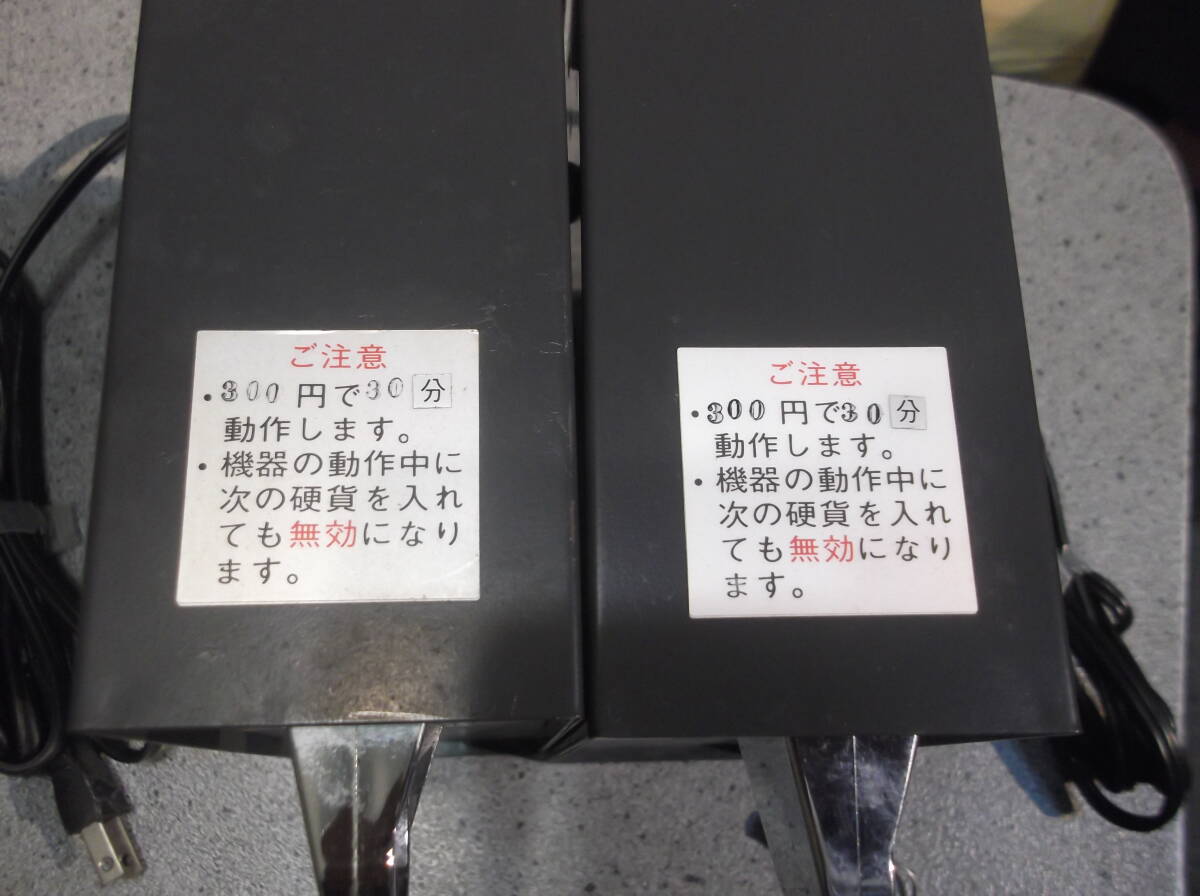 ご注意
・300円で30分
動作します。
・機器の動作中に
次の硬貨を入れ
ても無効になり
ます。
ご注意
・300円で30分
動作します。
・機器の動作中に
次の硬貨を入れ
ても無効になり
ます。